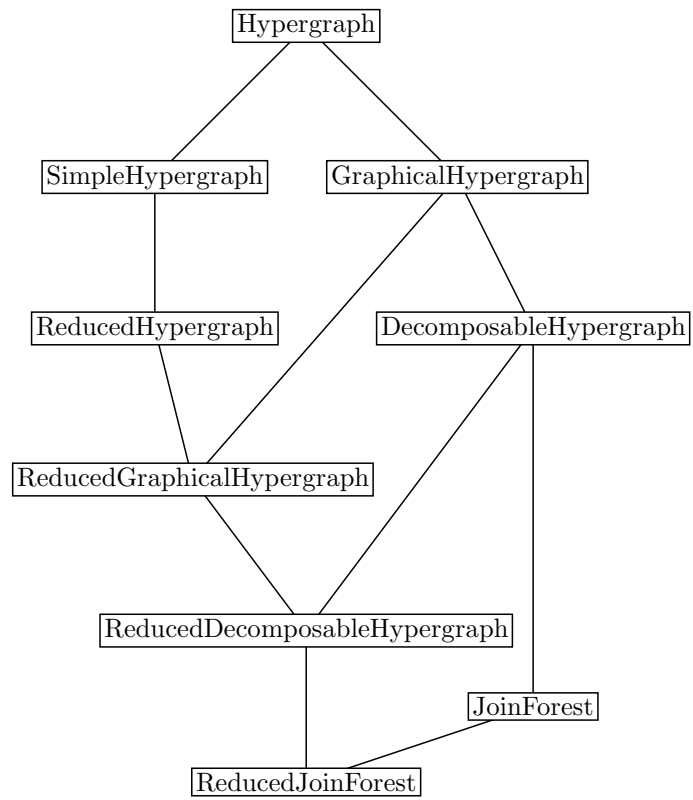 Hypergraph
SimpleHypergraph
GraphicalHypergraph
ReducedHypergraph
DecomposableHypergraph
ReducedGraphicalHypergraph
ReducedDecomposableHypergraph
JoinForest
ReducedJoinForest